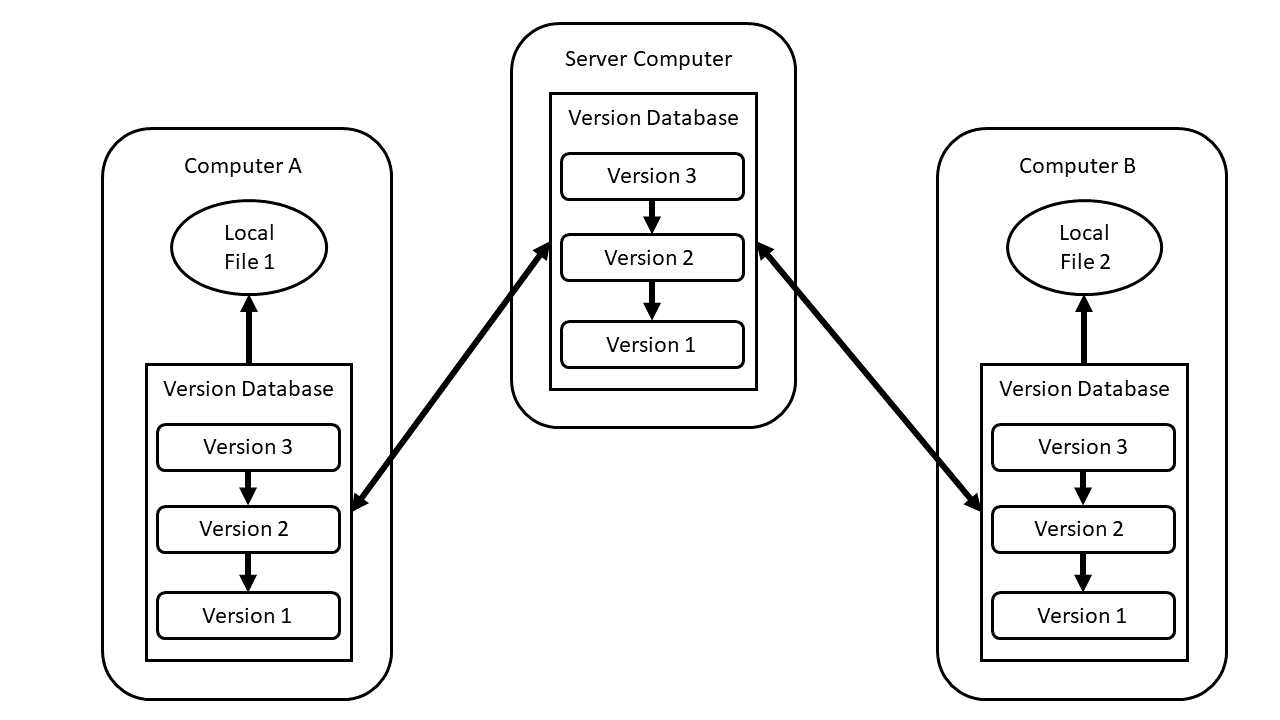 Server Computer
Version Database
Version 3
Version 2
Version 1
Computer A
Local
File 1
Version Database
Version 3
Version 2
Version 1
Computer B
Local
File 2
Version Database
Version 3
Version 2
Version 1